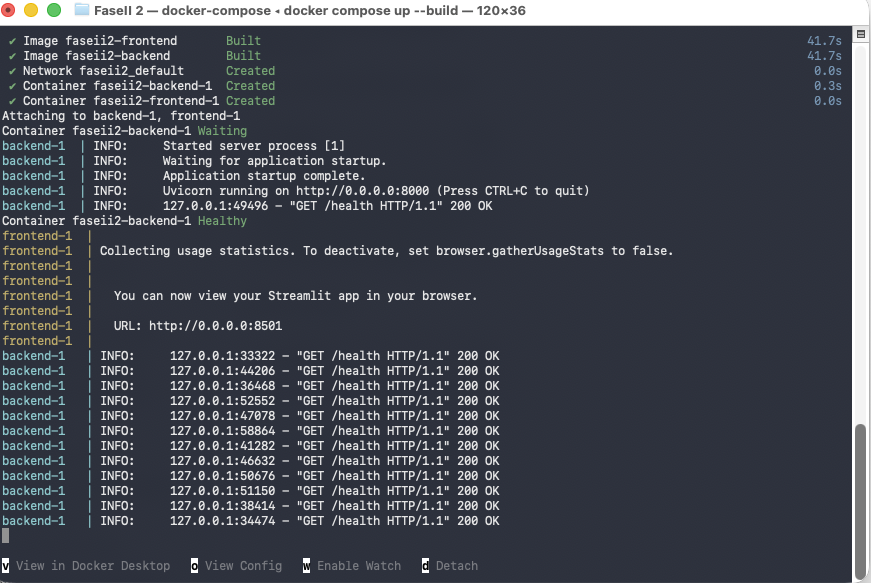 FaseII 2 — docker-compose ◂ docker compose up --build — 120×36
✔ Image faseii2-frontend Built 41.7s
✔ Image faseii2-backend Built 41.7s
✔ Network faseii2_default Created 0.0s
✔ Container faseii2-backend-1 Created 0.3s
✔ Container faseii2-frontend-1 Created 0.0s
Attaching to backend-1, frontend-1
Container faseii2-backend-1 Waiting
backend-1 | INFO: Started server process [1]
backend-1 | INFO: Waiting for application startup.
backend-1 | INFO: Application startup complete.
backend-1 | INFO: Uvicorn running on http://0.0.0.0:8000 (Press CTRL+C to quit)
backend-1 | INFO: 127.0.0.1:49496 - "GET /health HTTP/1.1" 200 OK
Container faseii2-backend-1 Healthy
frontend-1 |
frontend-1 | Collecting usage statistics. To deactivate, set browser.gatherUsageStats to false.
frontend-1 |
frontend-1 |
frontend-1 | You can now view your Streamlit app in your browser.
frontend-1 |
frontend-1 | URL: http://0.0.0.0:8501
frontend-1 |
backend-1 | INFO: 127.0.0.1:33322 - "GET /health HTTP/1.1" 200 OK
backend-1 | INFO: 127.0.0.1:44206 - "GET /health HTTP/1.1" 200 OK
backend-1 | INFO: 127.0.0.1:36468 - "GET /health HTTP/1.1" 200 OK
backend-1 | INFO: 127.0.0.1:52552 - "GET /health HTTP/1.1" 200 OK
backend-1 | INFO: 127.0.0.1:47078 - "GET /health HTTP/1.1" 200 OK
backend-1 | INFO: 127.0.0.1:58864 - "GET /health HTTP/1.1" 200 OK
backend-1 | INFO: 127.0.0.1:41282 - "GET /health HTTP/1.1" 200 OK
backend-1 | INFO: 127.0.0.1:46632 - "GET /health HTTP/1.1" 200 OK
backend-1 | INFO: 127.0.0.1:50676 - "GET /health HTTP/1.1" 200 OK
backend-1 | INFO: 127.0.0.1:51150 - "GET /health HTTP/1.1" 200 OK
backend-1 | INFO: 127.0.0.1:38414 - "GET /health HTTP/1.1" 200 OK
backend-1 | INFO: 127.0.0.1:34474 - "GET /health HTTP/1.1" 200 OK
v View in Docker Desktop o View Config w Enable Watch d Detach